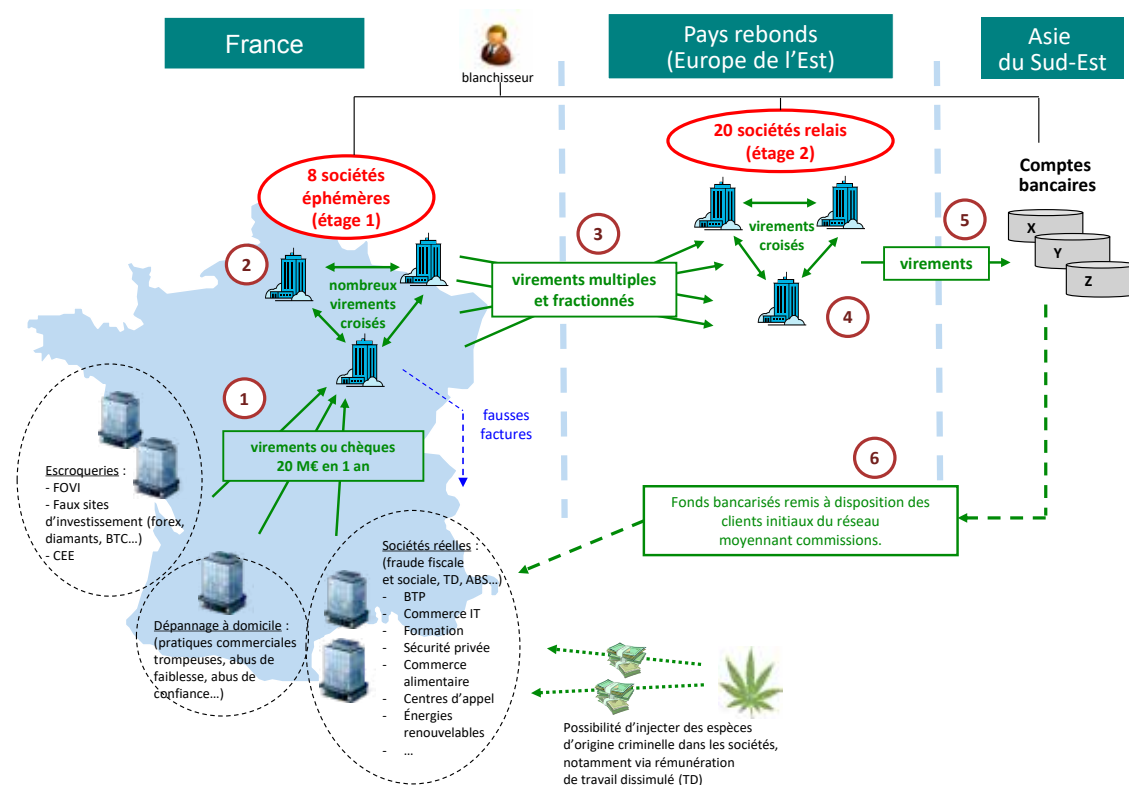 France
blanchisseur
Pays rebonds
(Europe de l'Est)
Asie
du Sud-Est
8 sociétés
éphémères
(étage 1)
20 sociétés relais
(étage 2)
Comptes
bancaires
X
Y
Z
2
nombreux
virements
croisés
3
virements multiples
et fractionnés
virements
croisés
4
5
virements
1
virements ou chèques
20 M€ en 1 an
fausses
factures
6
Fonds bancarisés remis à disposition des
clients initiaux du réseau
moyennant commissions.
Escroqueries :
- FOVI
- Faux sites
d'investissement (forex,
diamants, BTC…)
- CEE
Dépannage à domicile :
(pratiques commerciales
trompeuses, abus de
faiblesse, abus de
confiance…)
Sociétés réelles :
(fraude fiscale
et sociale, TD, ABS…)
- BTP
- Commerce IT
- Formation
- Sécurité privée
- Commerce
alimentaire
- Centres d'appel
- Énergies
renouvelables
- …
Possibilité d'injecter des espèces
d'origine criminelle dans les sociétés,
notamment via rémunération
de travail dissimulé (TD)